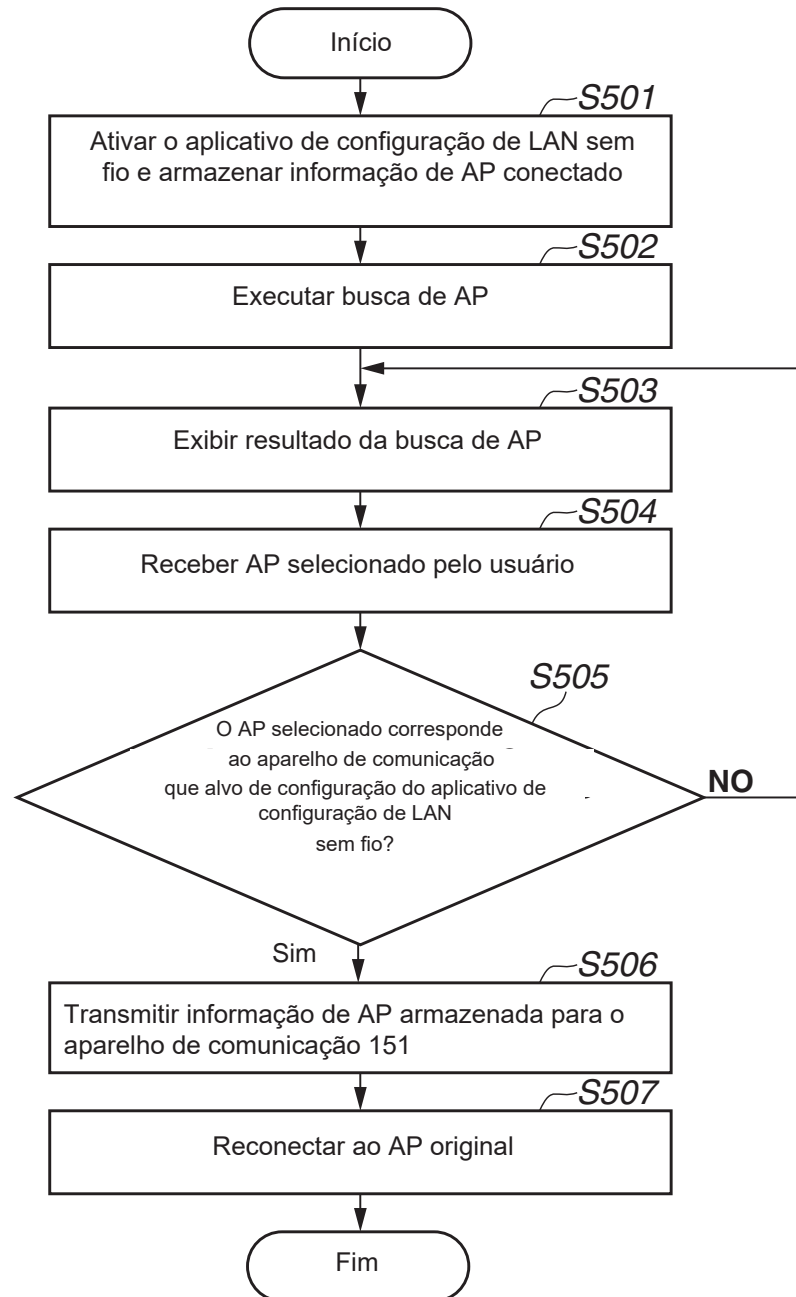 Início
S501
Ativar o aplicativo de configuração de LAN sem
fio e armazenar informação de AP conectado
S502
Executar busca de AP
S503
Exibir resultado da busca de AP
S504
Receber AP selecionado pelo usuário
S505
O AP selecionado corresponde
ao aparelho de comunicação
que alvo de configuração do aplicativo de
configuração de LAN
sem fio?
NO
Sim
S506
Transmitir informação de AP armazenada para o
aparelho de comunicação 151
S507
Reconectar ao AP original
Fim